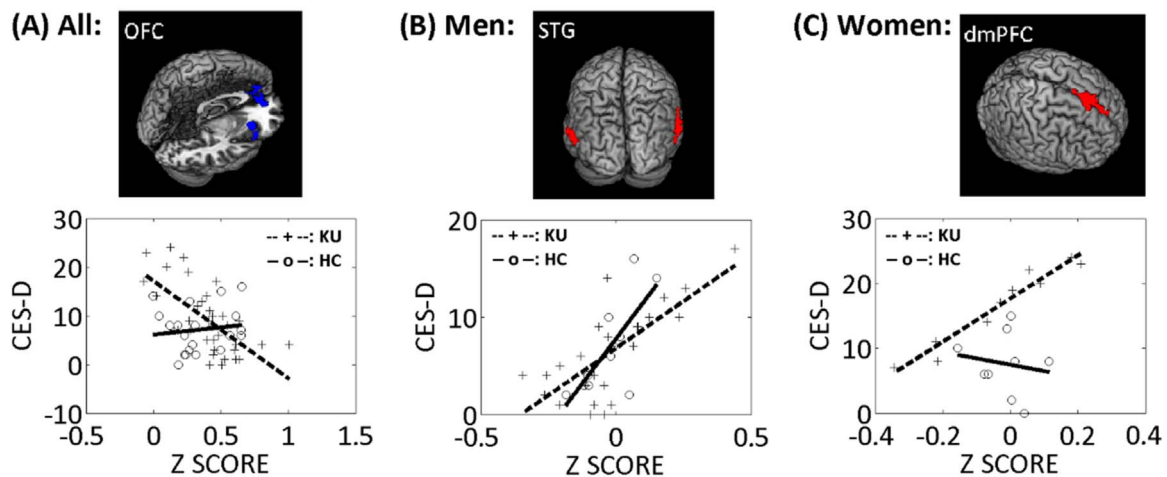 (A) All:
OFC
30
20
10
0
-10
CES-D
-- + --: KU
– o –: HC
-0.5 0 0.5 1 1.5
Z SCORE
(B) Men:
STG
20
10
0
CES-D
-- + --: KU
– o –: HC
-0.5 0 0.5
Z SCORE
(C) Women:
dmPFC
30
20
10
0
CES-D
-- + --: KU
– o –: HC
-0.4 -0.2 0 0.2 0.4
Z SCORE